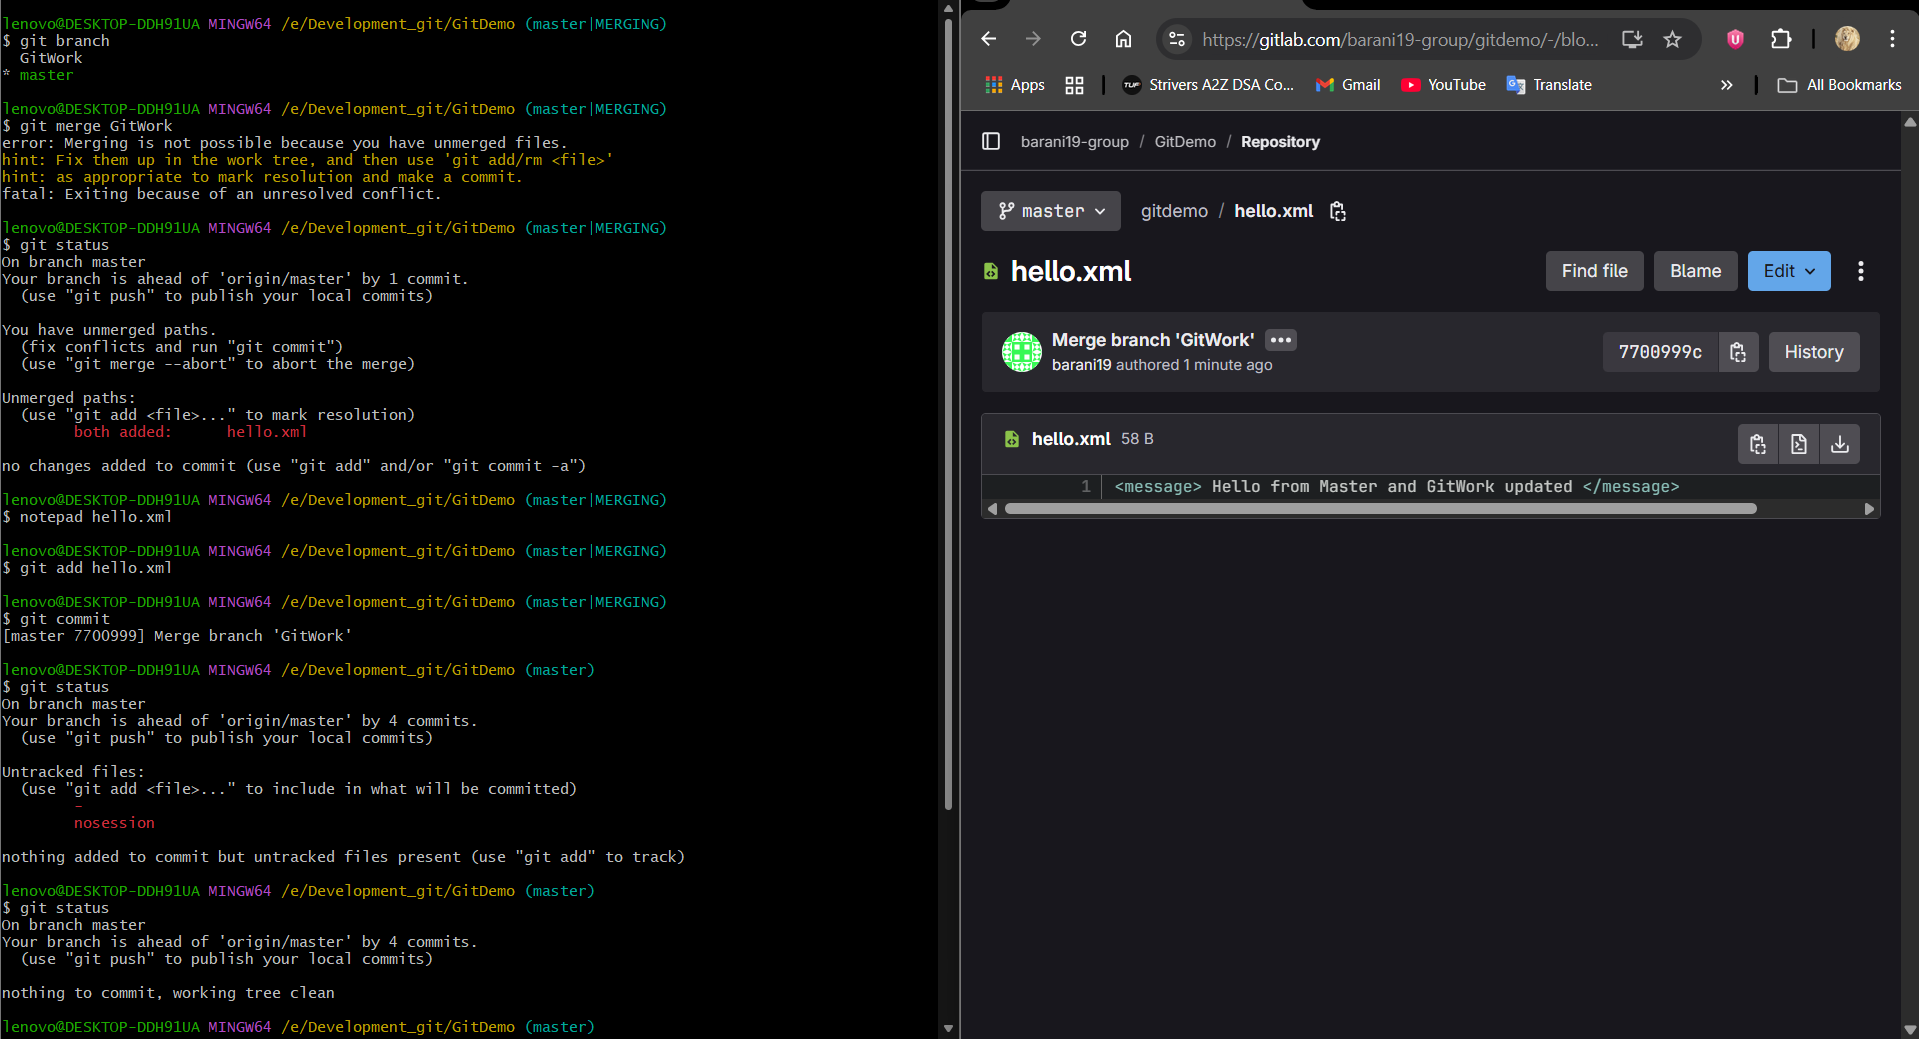 lenovo@DESKTOP-DDH91UA MINGW64 /e/Development_git/GitDemo (master|MERGING)
$ git branch
  GitWork
* master

lenovo@DESKTOP-DDH91UA MINGW64 /e/Development_git/GitDemo (master|MERGING)
$ git merge GitWork
error: Merging is not possible because you have unmerged files.
hint: Fix them up in the work tree, and then use 'git add/rm <file>'
hint: as appropriate to mark resolution and make a commit.
fatal: Exiting because of an unresolved conflict.

lenovo@DESKTOP-DDH91UA MINGW64 /e/Development_git/GitDemo (master|MERGING)
$ git status
On branch master
Your branch is ahead of 'origin/master' by 1 commit.
  (use "git push" to publish your local commits)

You have unmerged paths.
  (fix conflicts and run "git commit")
  (use "git merge --abort" to abort the merge)

Unmerged paths:
  (use "git add <file>..." to mark resolution)
        both added:      hello.xml

no changes added to commit (use "git add" and/or "git commit -a")

lenovo@DESKTOP-DDH91UA MINGW64 /e/Development_git/GitDemo (master|MERGING)
$ notepad hello.xml

lenovo@DESKTOP-DDH91UA MINGW64 /e/Development_git/GitDemo (master|MERGING)
$ git add hello.xml

lenovo@DESKTOP-DDH91UA MINGW64 /e/Development_git/GitDemo (master|MERGING)
$ git commit
[master 7700999] Merge branch 'GitWork'

lenovo@DESKTOP-DDH91UA MINGW64 /e/Development_git/GitDemo (master)
$ git status
On branch master
Your branch is ahead of 'origin/master' by 4 commits.
  (use "git push" to publish your local commits)

Untracked files:
  (use "git add <file>..." to include in what will be committed)
        -
        nosession

nothing added to commit but untracked files present (use "git add" to track)

lenovo@DESKTOP-DDH91UA MINGW64 /e/Development_git/GitDemo (master)
$ git status
On branch master
Your branch is ahead of 'origin/master' by 4 commits.
  (use "git push" to publish your local commits)

nothing to commit, working tree clean

lenovo@DESKTOP-DDH91UA MINGW64 /e/Development_git/GitDemo (master)
https://gitlab.com/barani19-group/gitdemo/-/blo...
Apps TUF Strivers A2Z DSA Co... Gmail YouTube Translate » All Bookmarks
barani19-group / GitDemo / Repository
master gitdemo / hello.xml
hello.xml Find file Blame Edit
Merge branch 'GitWork' 7700999c History
barani19 authored 1 minute ago
hello.xml 58 B
1 <message> Hello from Master and GitWork updated </message>